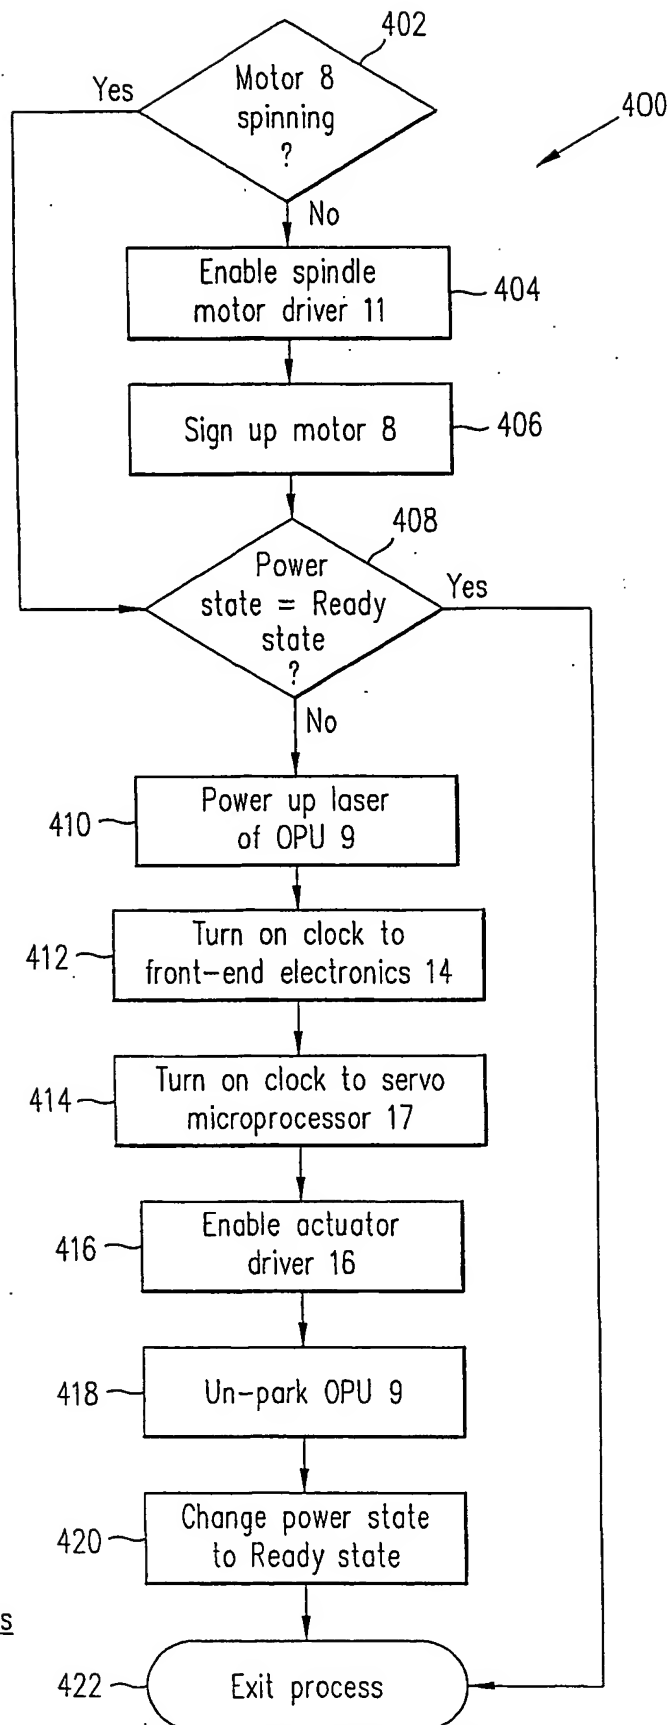 402
Motor 8
spinning
?
Yes
400
No
Enable spindle
motor driver 11
404
Sign up motor 8
406
408
Power
state = Ready
state
?
Yes
No
410
Power up laser
of OPU 9
412
Turn on clock to
front-end electronics 14
414
Turn on clock to servo
microprocessor 17
416
Enable actuator
driver 16
418
Un-park OPU 9
420
Change power state
to Ready state
s
422
Exit process